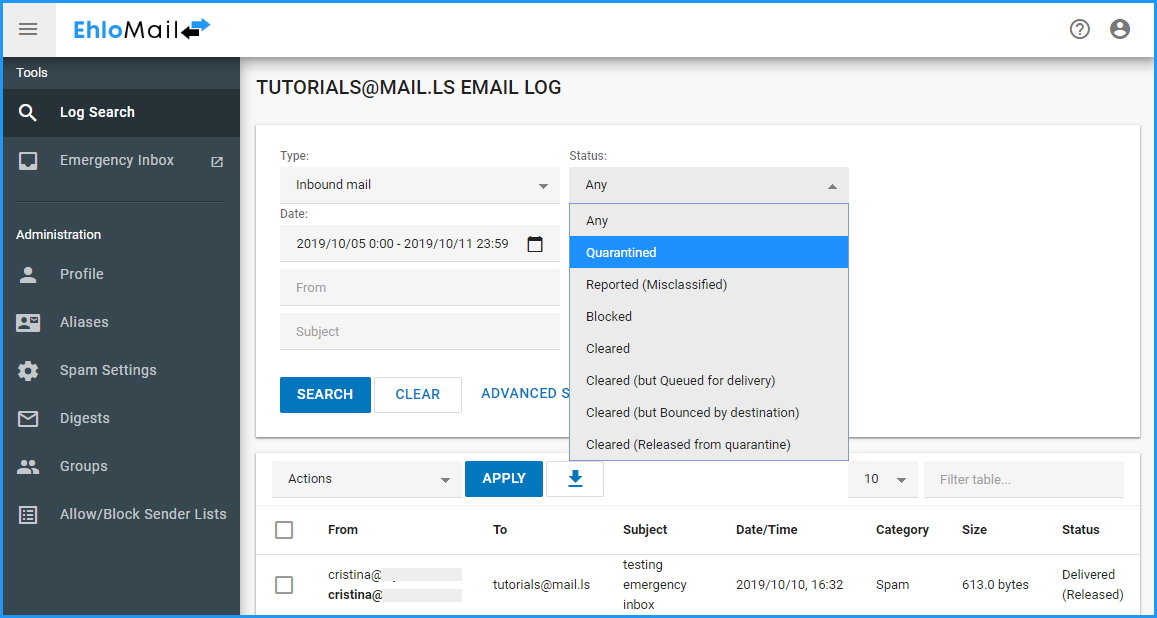 EhloMail
Tools
Log Search
Emergency Inbox
Administration
Profile
Aliases
Spam Settings
Digests
Groups
Allow/Block Sender Lists
TUTORIALS@MAIL.LS EMAIL LOG
Type:
Inbound mail
Date:
2019/10/05 0:00 - 2019/10/11 23:59
From
Subject
SEARCH
CLEAR
ADVANCED S
Status:
Any
Any
Quarantined
Reported (Misclassified)
Blocked
Cleared
Cleared (but Queued for delivery)
Cleared (but Bounced by destination)
Cleared (Released from quarantine)
Actions
APPLY
10
Filter table...
From To Subject Date/Time Category Size Status
cristina@
cristina@
tutorials@mail.ls
testing
emergency
inbox
2019/10/10, 16:32
Spam
613.0 bytes
Delivered
(Released)